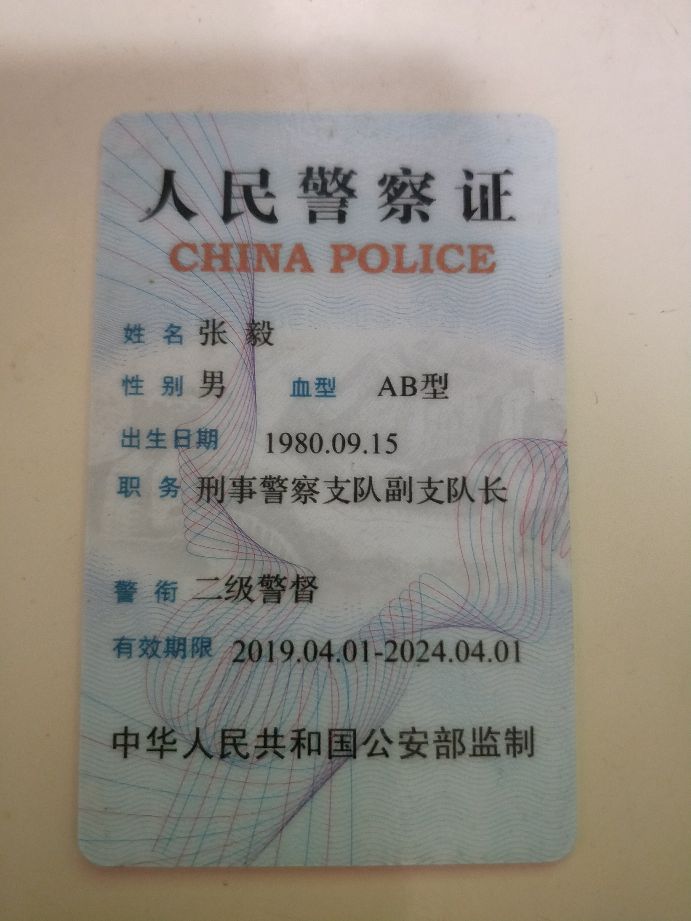 人民警察证
CHINA POLICE
姓名 张毅
性别 男 血型 AB型
出生日期 1980.09.15
职务 刑事警察支队副支队长
警衔 二级警督
有效期限 2019.04.01-2024.04.01
中华人民共和国公安部监制